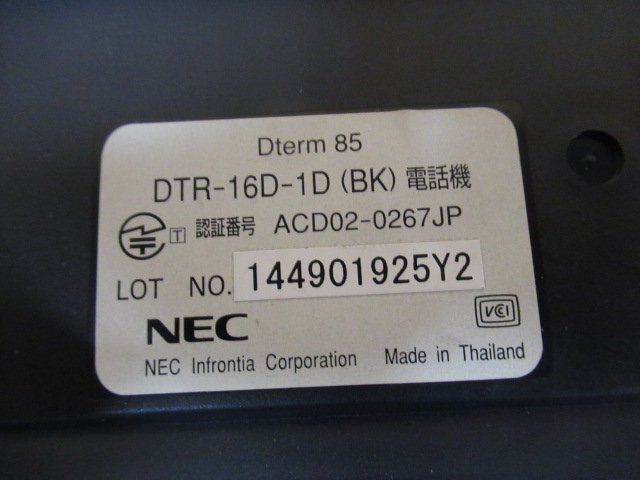 Dterm 85
DTR-16D-1D (BK) 電話機
T 認証番号 ACD02-0267JP
LOT NO. 144901925Y2
NEC VCCI
NEC Infrontia Corporation Made in Thailand